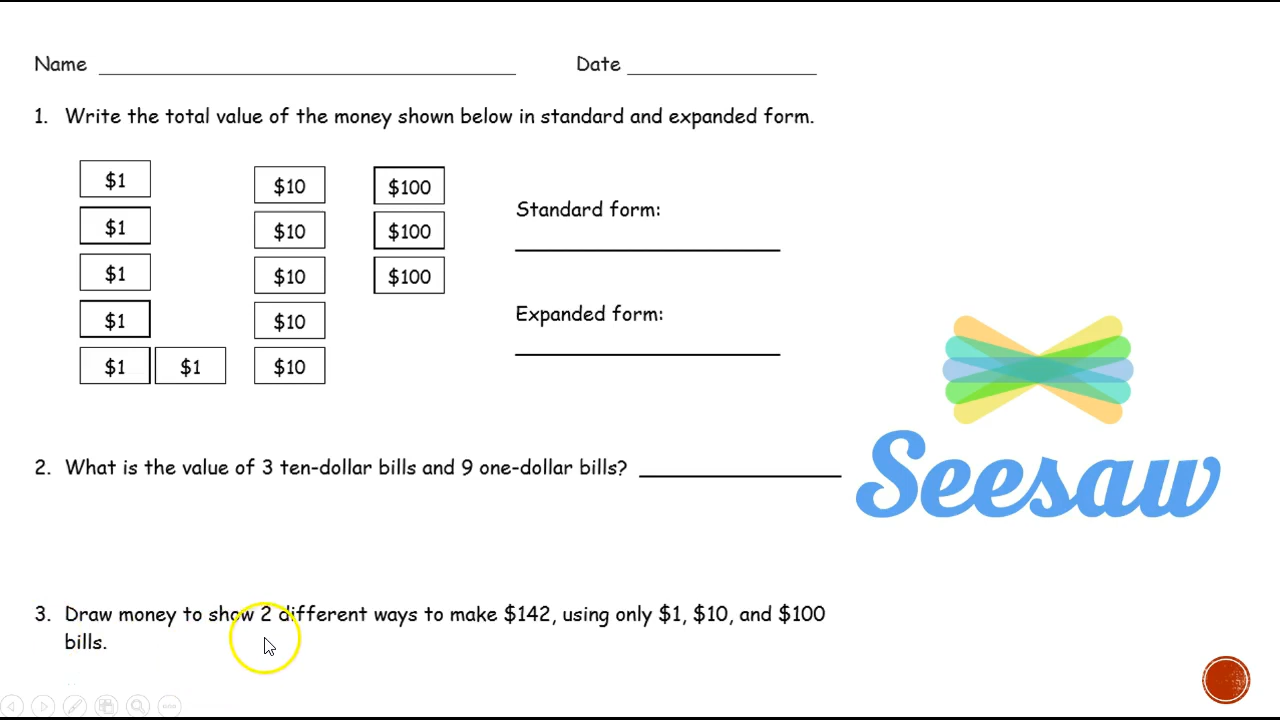 Name Date
1. Write the total value of the money shown below in standard and expanded form.
$1 $10 $100
$1 $10 $100
$1 $10 $100
$1 $10
$1 $1 $10
Standard form:
Expanded form:
2. What is the value of 3 ten-dollar bills and 9 one-dollar bills?
Seesaw
3. Draw money to show 2 different ways to make $142, using only $1, $10, and $100
bills.